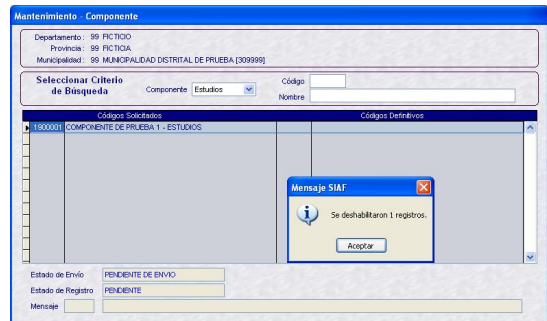 Mantenimiento - Componente
Departamento : 99 FICTICIO
Provincia : 99 FICTICIA
Municipalidad : 99 MUNICIPALIDAD DISTRITAL DE PRUEBA [309999]
Seleccionar Criterio de Búsqueda
Componente Estudios
Código
Nombre
Códigos Solicitados Códigos Definitivos
1900001 COMPONENTE DE PRUEBA 1 - ESTUDIOS
Mensaje SIAF
Se deshabilitaron 1 registros.
Aceptar
Estado de Envío PENDIENTE DE ENVIO
Estado de Registro PENDIENTE
Mensaje